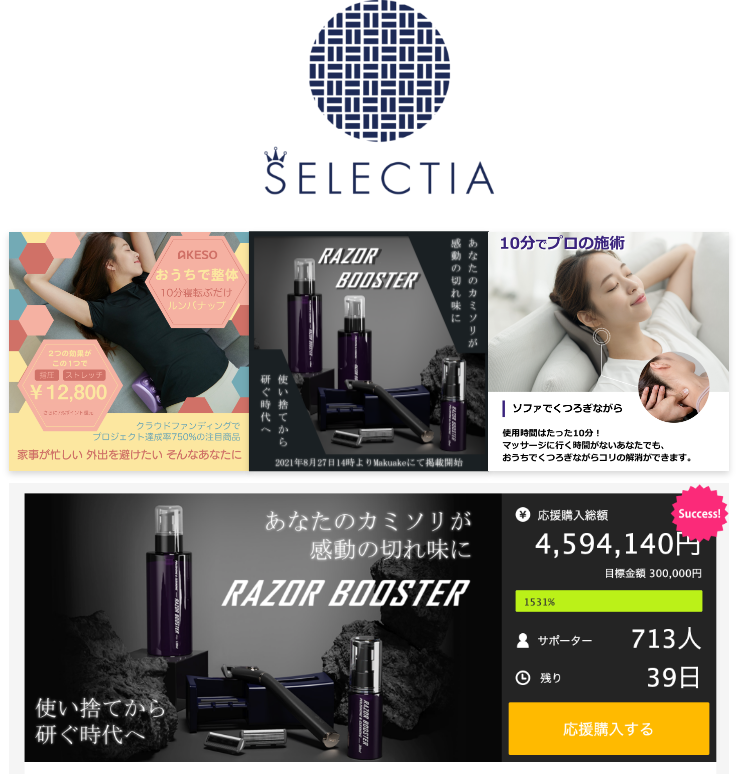 SELECTIA
AKESO
おうちで整体
10分寝転ぶだけ
ルンバナップ
2つの効果が
この1つで
指圧 ストレッチ
¥12,800
クラウドファンディングで
プロジェクト達成率750%の注目商品
家事が忙しい 外出を避けたい そんなあなたに
RAZOR
BOOSTER
あなたのカミソリが
感動の切れ味に
使い捨てから
研ぐ時代へ
2021年8月27日14時よりMakuakeにて掲載開始
10分でプロの施術
ソファでくつろぎながら
使用時間はたった10分！
マッサージに行く時間がないあなたでも、
おうちでくつろぎながらコリの解消ができます。
あなたのカミソリが
感動の切れ味に
RAZOR BOOSTER
使い捨てから
研ぐ時代へ
RAZOR BOOSTER
RAZOR BOOSTER
¥ 応援購入総額
Success!
4,594,140円
目標金額 300,000円
1531%
サポーター 713人
残り 39日
応援購入する